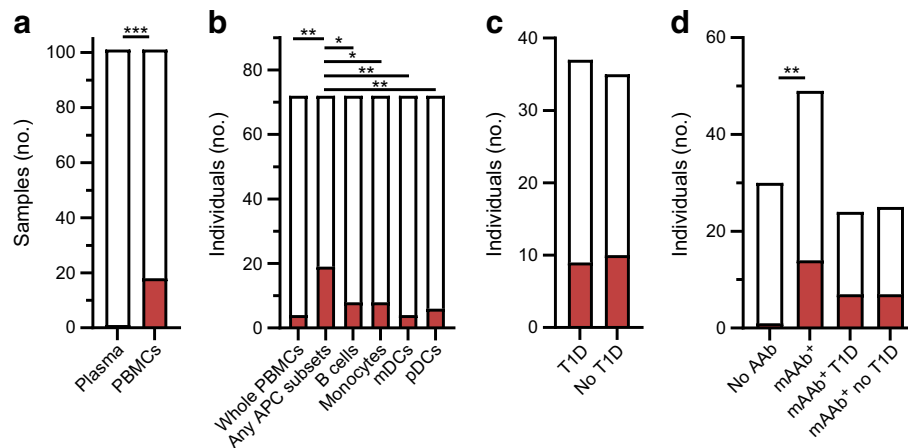 a
***
100
80
60
40
20
0
Samples (no.)
Plasma
PBMCs
b
**
*
*
**
**
80
60
40
20
0
Individuals (no.)
Whole PBMCs
Any APC subsets
B cells
Monocytes
mDCs
pDCs
c
40
30
20
10
0
Individuals (no.)
T1D
No T1D
d
**
60
40
20
0
Individuals (no.)
No AAb
mAAb⁺
mAAb⁺ T1D
mAAb⁺ no T1D